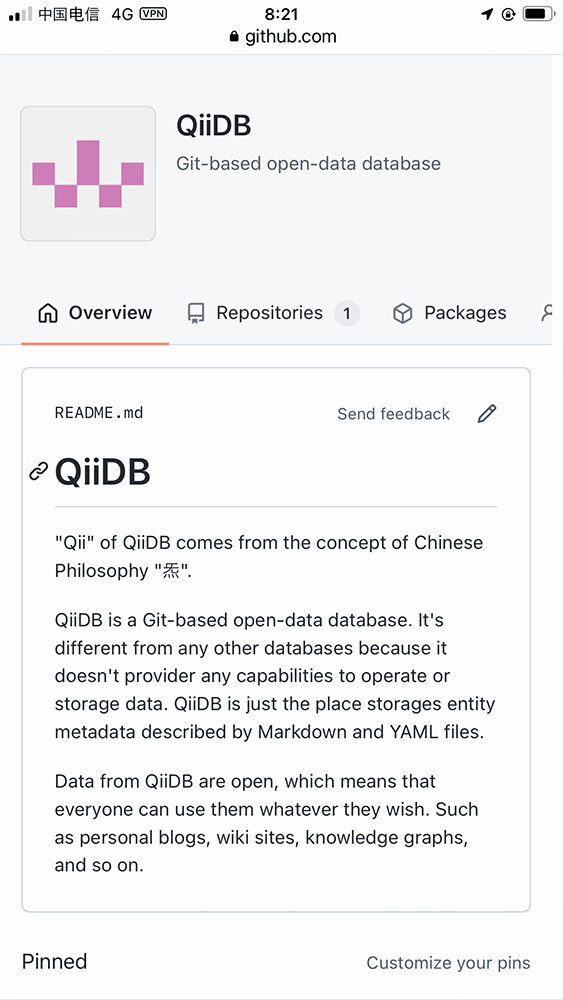 中国电信 4G VPN 8:21
github.com
QiiDB
Git-based open-data database
Overview Repositories 1 Packages
README.md Send feedback
QiiDB
"Qii" of QiiDB comes from the concept of Chinese
Philosophy "炁".
QiiDB is a Git-based open-data database. It's
different from any other databases because it
doesn't provider any capabilities to operate or
storage data. QiiDB is just the place storages entity
metadata described by Markdown and YAML files.
Data from QiiDB are open, which means that
everyone can use them whatever they wish. Such
as personal blogs, wiki sites, knowledge graphs,
and so on.
Pinned Customize your pins